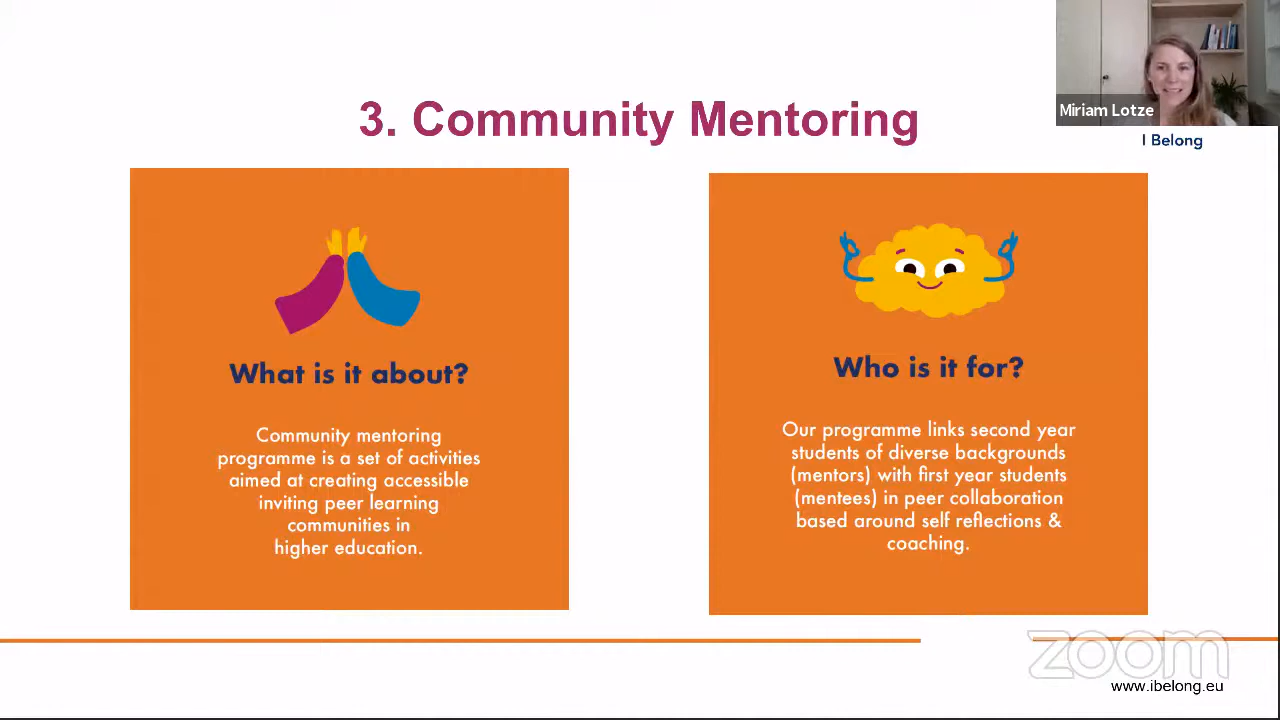 3. Community Mentoring
Miriam Lotze
I Belong
What is it about?
Community mentoring
programme is a set of activities
aimed at creating accessible
inviting peer learning
communities in
higher education.
Who is it for?
Our programme links second year
students of diverse backgrounds
(mentors) with first year students
(mentees) in peer collaboration
based around self reflections &
coaching.
zoom
www.ibelong.eu